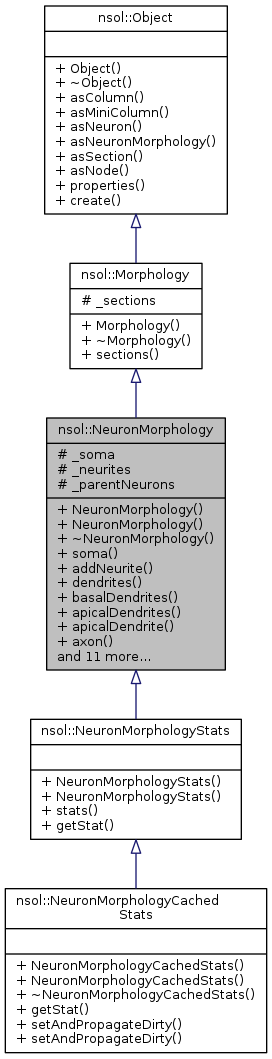 nsol::Object
+ Object()
+ ~Object()
+ asColumn()
+ asMiniColumn()
+ asNeuron()
+ asNeuronMorphology()
+ asSection()
+ asNode()
+ properties()
+ create()
nsol::Morphology
# _sections
+ Morphology()
+ ~Morphology()
+ sections()
nsol::NeuronMorphology
# _soma
# _neurites
# _parentNeurons
+ NeuronMorphology()
+ NeuronMorphology()
+ ~NeuronMorphology()
+ soma()
+ addNeurite()
+ dendrites()
+ basalDendrites()
+ apicalDendrites()
+ apicalDendrite()
+ axon()
and 11 more...
nsol::NeuronMorphologyStats
+ NeuronMorphologyStats()
+ NeuronMorphologyStats()
+ stats()
+ getStat()
nsol::NeuronMorphologyCached
Stats
+ NeuronMorphologyCachedStats()
+ NeuronMorphologyCachedStats()
+ ~NeuronMorphologyCachedStats()
+ getStat()
+ setAndPropagateDirty()
+ setAndPropagateDirty()